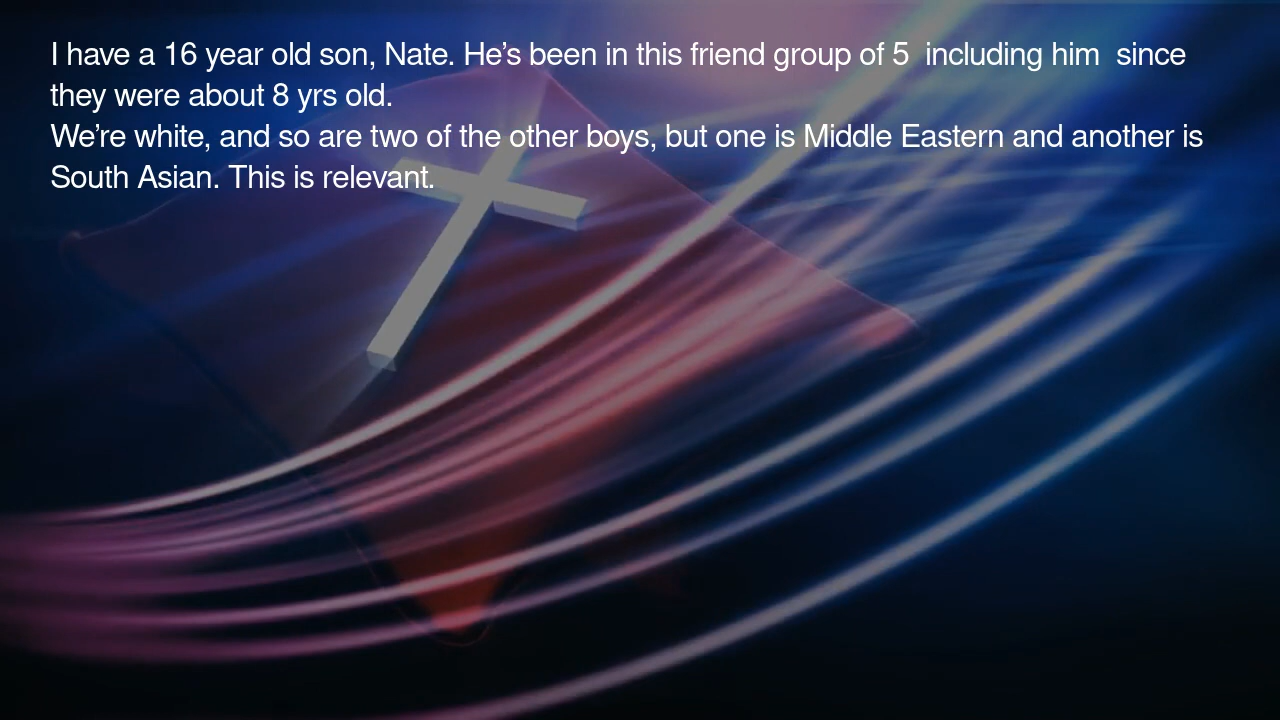 I have a 16 year old son, Nate. He’s been in this friend group of 5  including him  since
they were about 8 yrs old.
We’re white, and so are two of the other boys, but one is Middle Eastern and another is
South Asian. This is relevant.